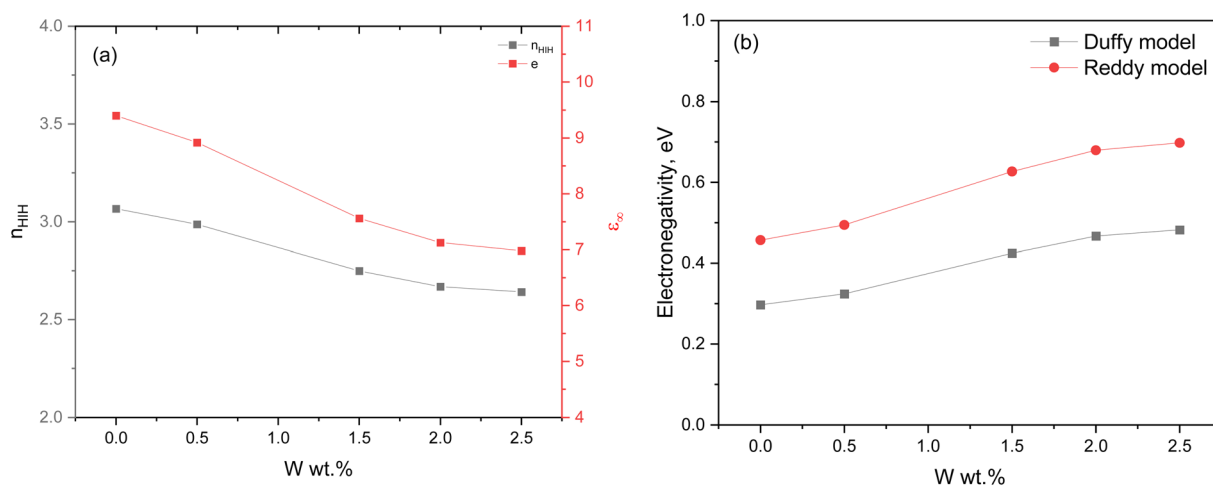 (a)
n_HIH
e
4.0
3.5
3.0
2.5
2.0
n_HIH
11
10
9
8
7
6
5
4
ε_∞
0.0 0.5 1.0 1.5 2.0 2.5
W wt.%
(b)
Duffy model
Reddy model
1.0
0.8
0.6
0.4
0.2
0.0
Electronegativity, eV
0.0 0.5 1.0 1.5 2.0 2.5
W wt.%